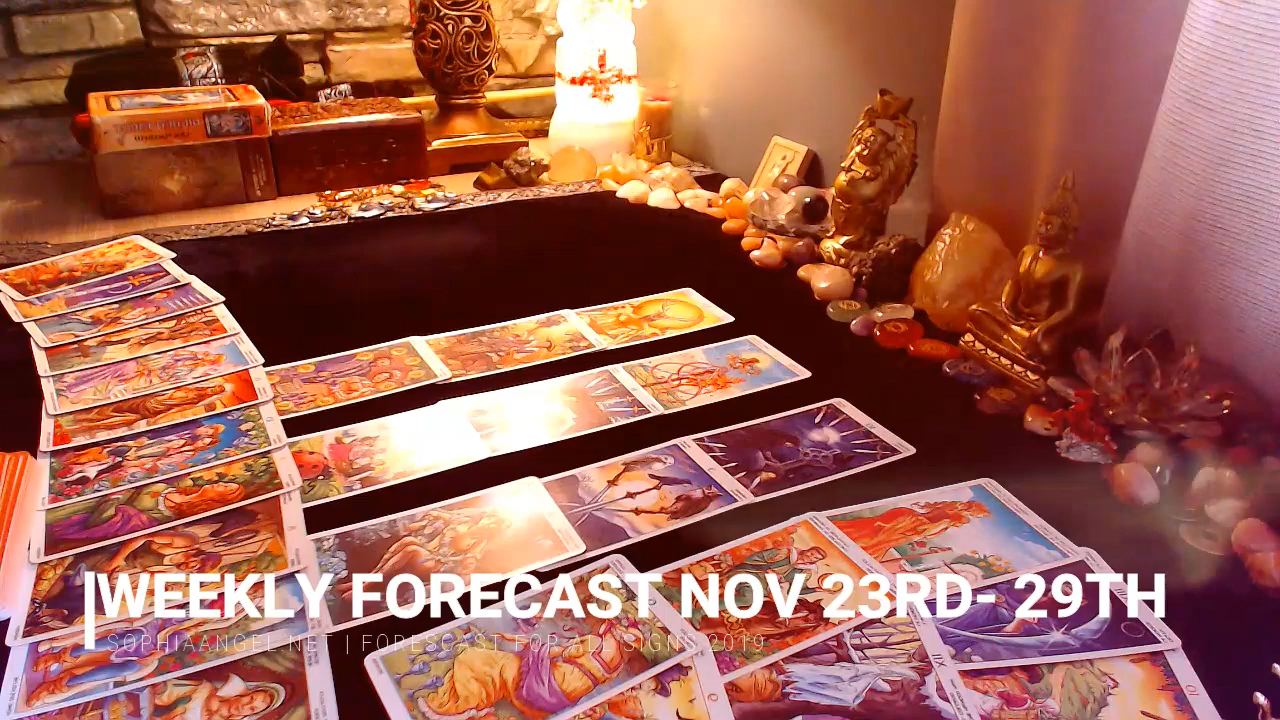 WEEKLY FORECAST NOV 23RD- 29TH
SOPHIAANGEL.NET | FORESCAST FOR ALL SIGNS 2019